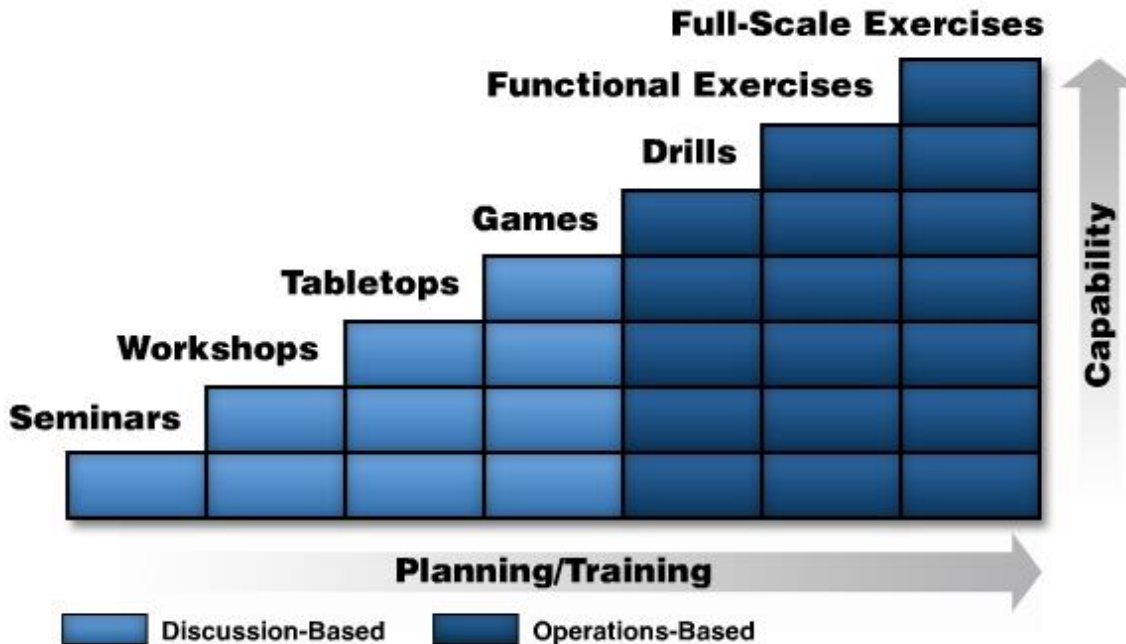 Full-Scale Exercises
Functional Exercises
Drills
Games
Tabletops
Workshops
Seminars
Capability
Planning/Training
Discussion-Based
Operations-Based